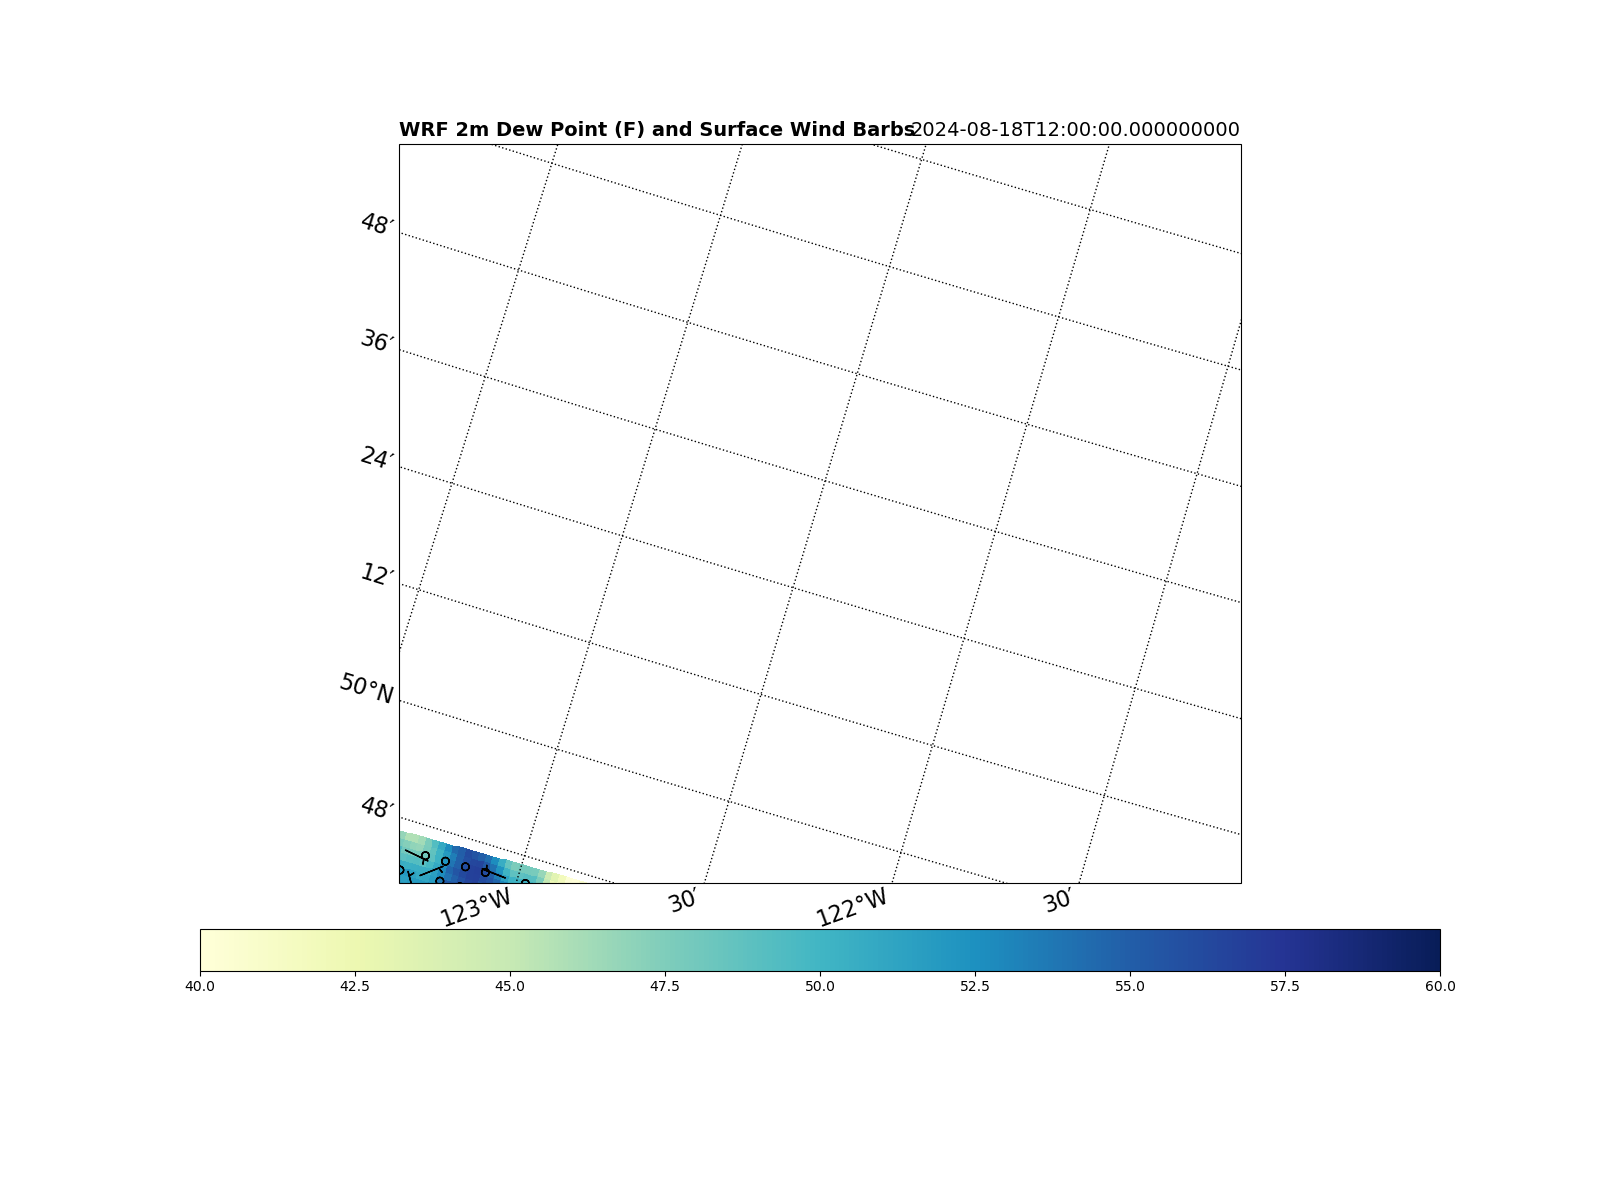 WRF 2m Dew Point (F) and Surface Wind Barbs 2024-08-18T12:00:00.000000000
48′
36′
24′
12′
50°N
48′
123°W 30′ 122°W 30′
40.0 42.5 45.0 47.5 50.0 52.5 55.0 57.5 60.0